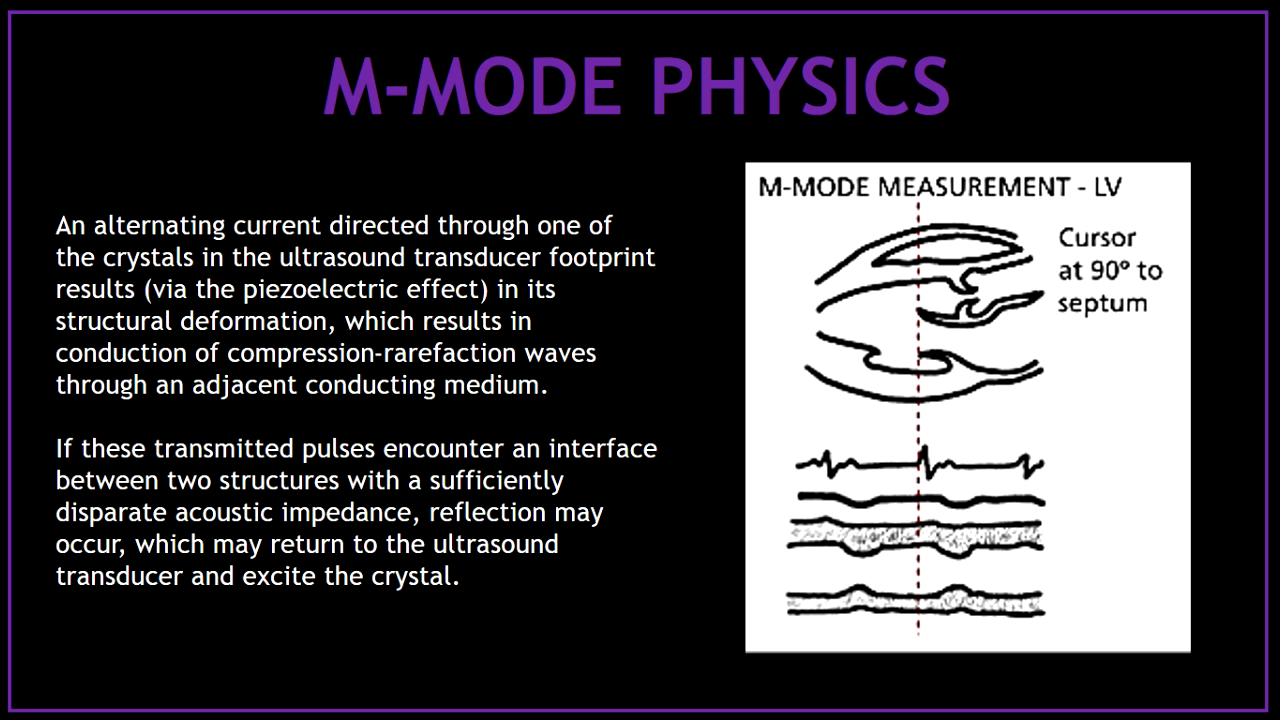 M-MODE PHYSICS
An alternating current directed through one of
the crystals in the ultrasound transducer footprint
results (via the piezoelectric effect) in its
structural deformation, which results in
conduction of compression-rarefaction waves
through an adjacent conducting medium.
If these transmitted pulses encounter an interface
between two structures with a sufficiently
disparate acoustic impedance, reflection may
occur, which may return to the ultrasound
transducer and excite the crystal.
M-MODE MEASUREMENT - LV
Cursor
at 90° to
septum